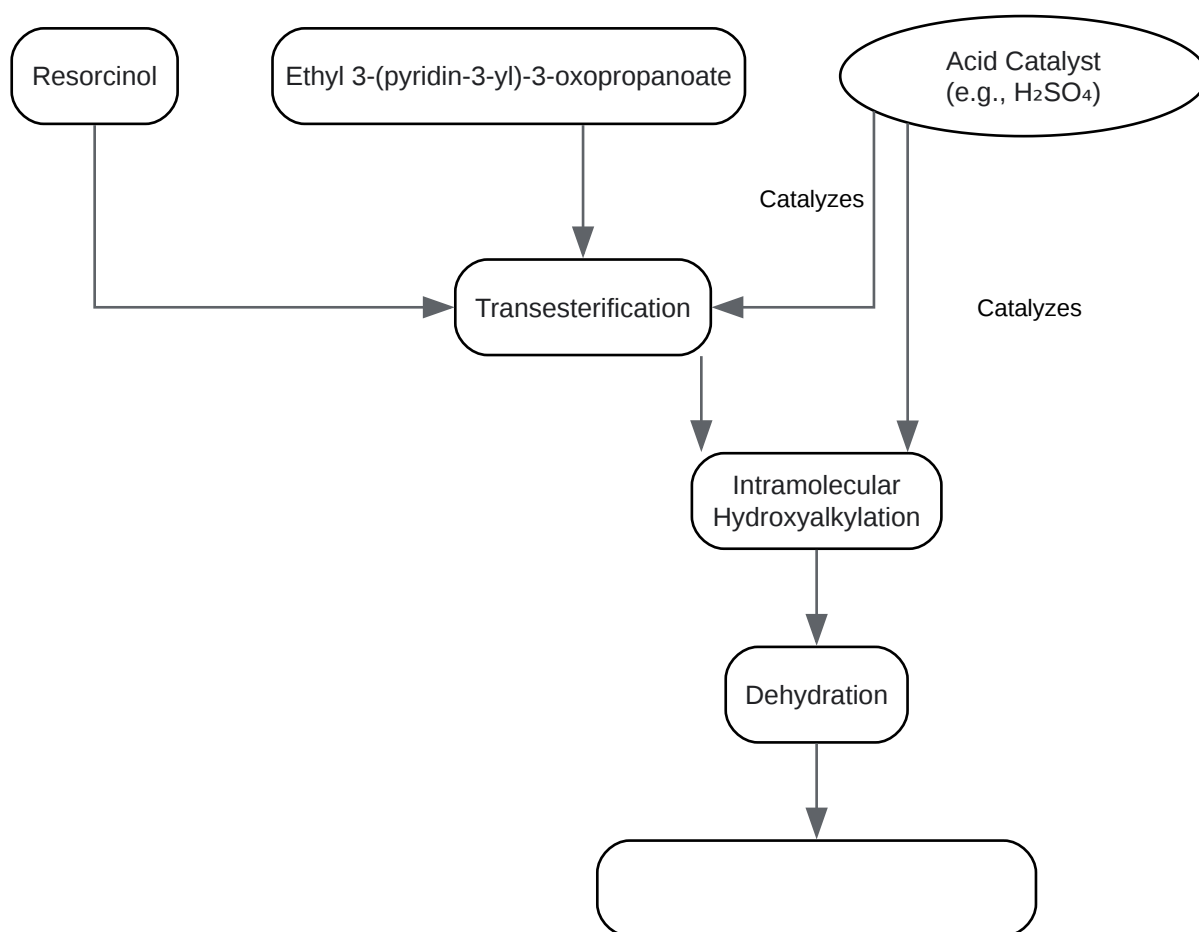 Resorcinol
Ethyl 3-(pyridin-3-yl)-3-oxopropanoate
Acid Catalyst
(e.g., H₂SO₄)
Catalyzes
Transesterification
Catalyzes
Intramolecular
Hydroxyalkylation
Dehydration